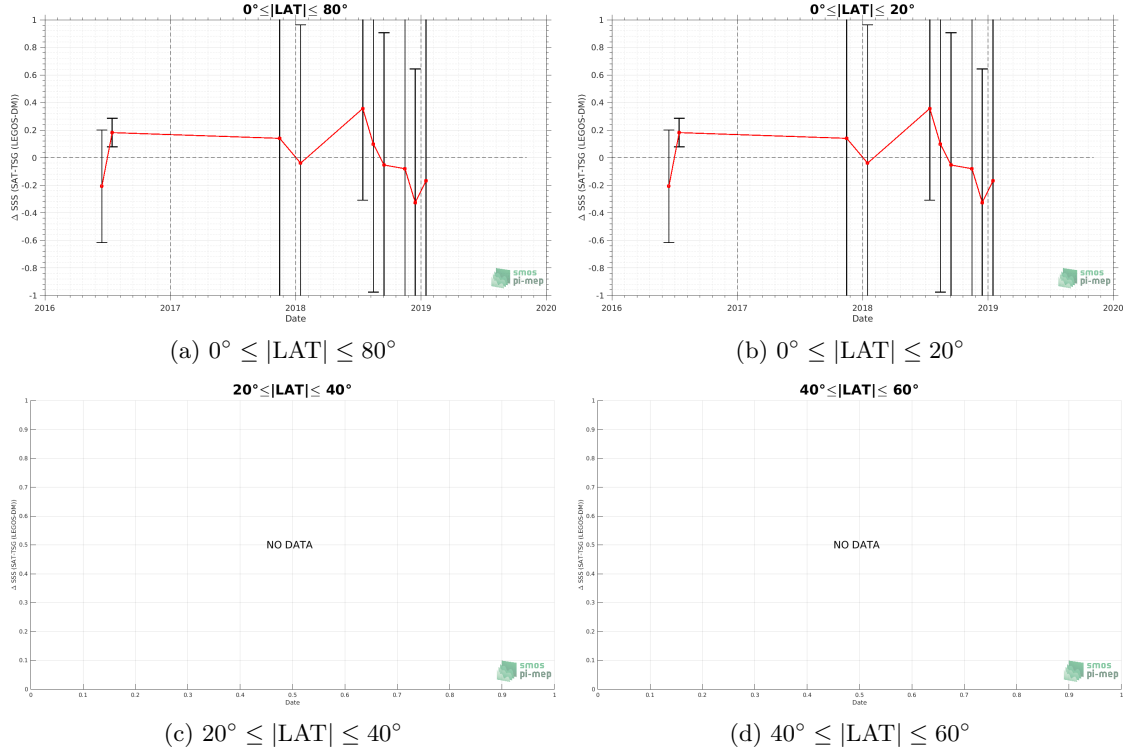 0°≤|LAT|≤ 80°
Δ SSS (SAT-TSG (LEGOS-DM))
1
0.8
0.6
0.4
0.2
0
-0.2
-0.4
-0.6
-0.8
-1
2016
2017
2018
2019
2020
Date
smos
pi-mep
(a) 0° ≤ |LAT| ≤ 80°
0°≤|LAT|≤ 20°
Δ SSS (SAT-TSG (LEGOS-DM))
1
0.8
0.6
0.4
0.2
0
-0.2
-0.4
-0.6
-0.8
-1
2016
2017
2018
2019
2020
Date
smos
pi-mep
(b) 0° ≤ |LAT| ≤ 20°
20°≤|LAT|≤ 40°
Δ SSS (SAT-TSG (LEGOS-DM))
1
0.9
0.8
0.7
0.6
0.5
0.4
0.3
0.2
0.1
0
NO DATA
0
0.1
0.2
0.3
0.4
0.5
0.6
0.7
0.8
0.9
1
Date
smos
pi-mep
(c) 20° ≤ |LAT| ≤ 40°
40°≤|LAT|≤ 60°
Δ SSS (SAT-TSG (LEGOS-DM))
1
0.9
0.8
0.7
0.6
0.5
0.4
0.3
0.2
0.1
0
NO DATA
0
0.1
0.2
0.3
0.4
0.5
0.6
0.7
0.8
0.9
1
Date
smos
pi-mep
(d) 40° ≤ |LAT| ≤ 60°